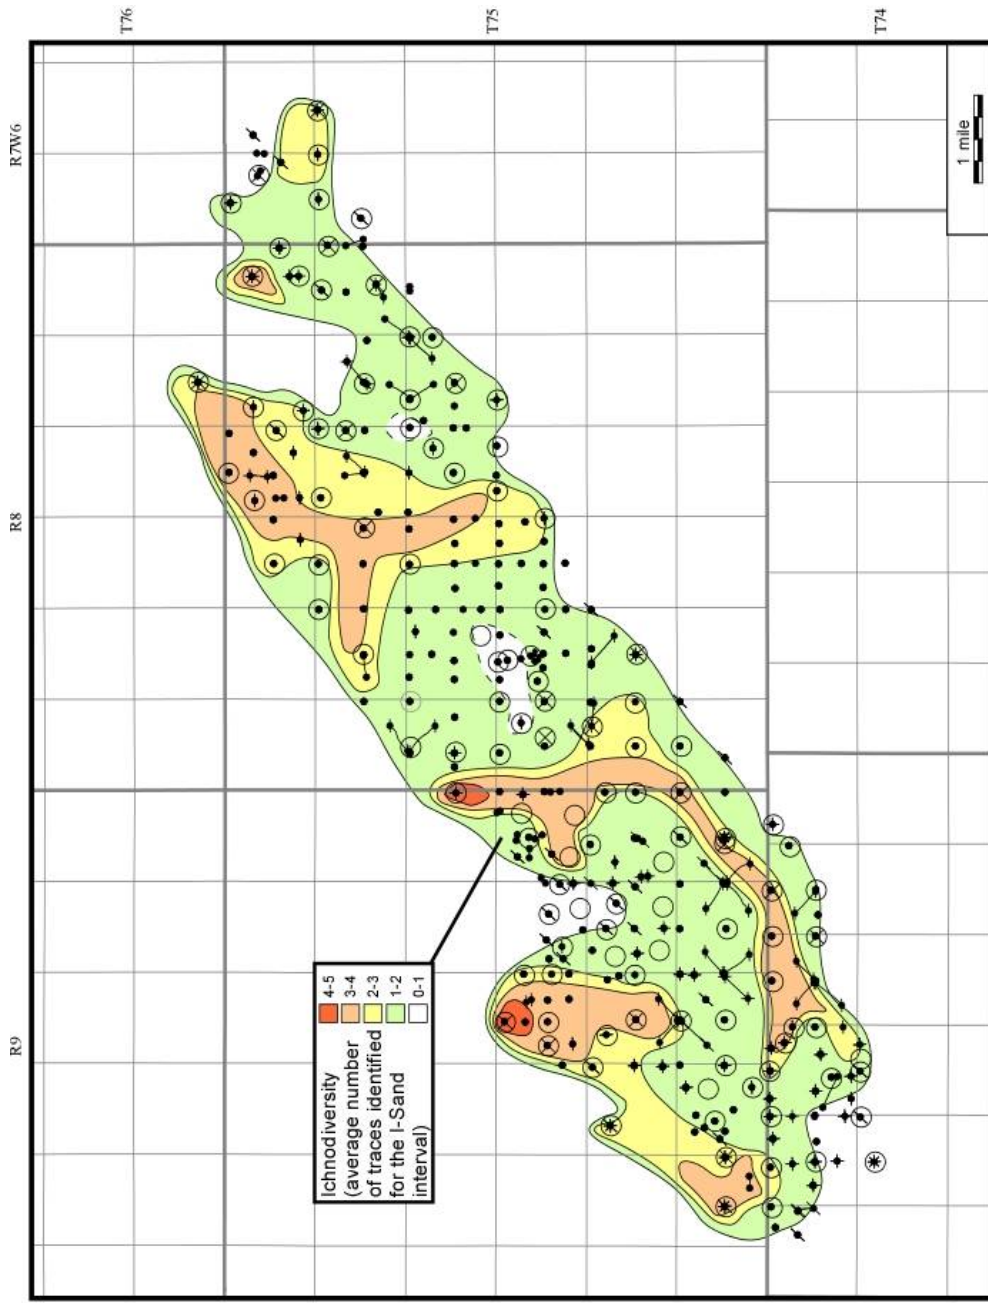 T76
T75
T74
R7W6
R8
R9
1 mile
Ichnodiversity
(average number
of traces identified
for the I-Sand
interval)
4-5
3-4
2-3
1-2
0-1